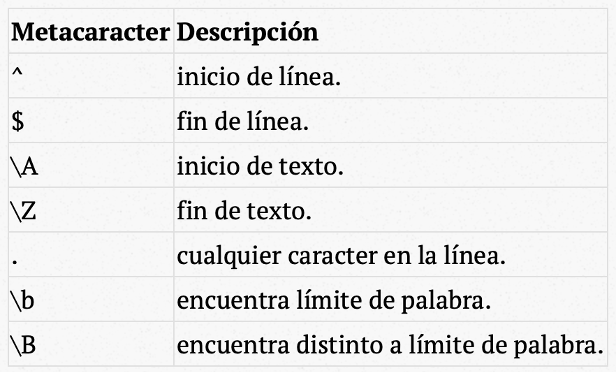 Metacaracter Descripción
^ inicio de línea.
$ fin de línea.
\A inicio de texto.
\Z fin de texto.
. cualquier caracter en la línea.
\b encuentra límite de palabra.
\B encuentra distinto a límite de palabra.